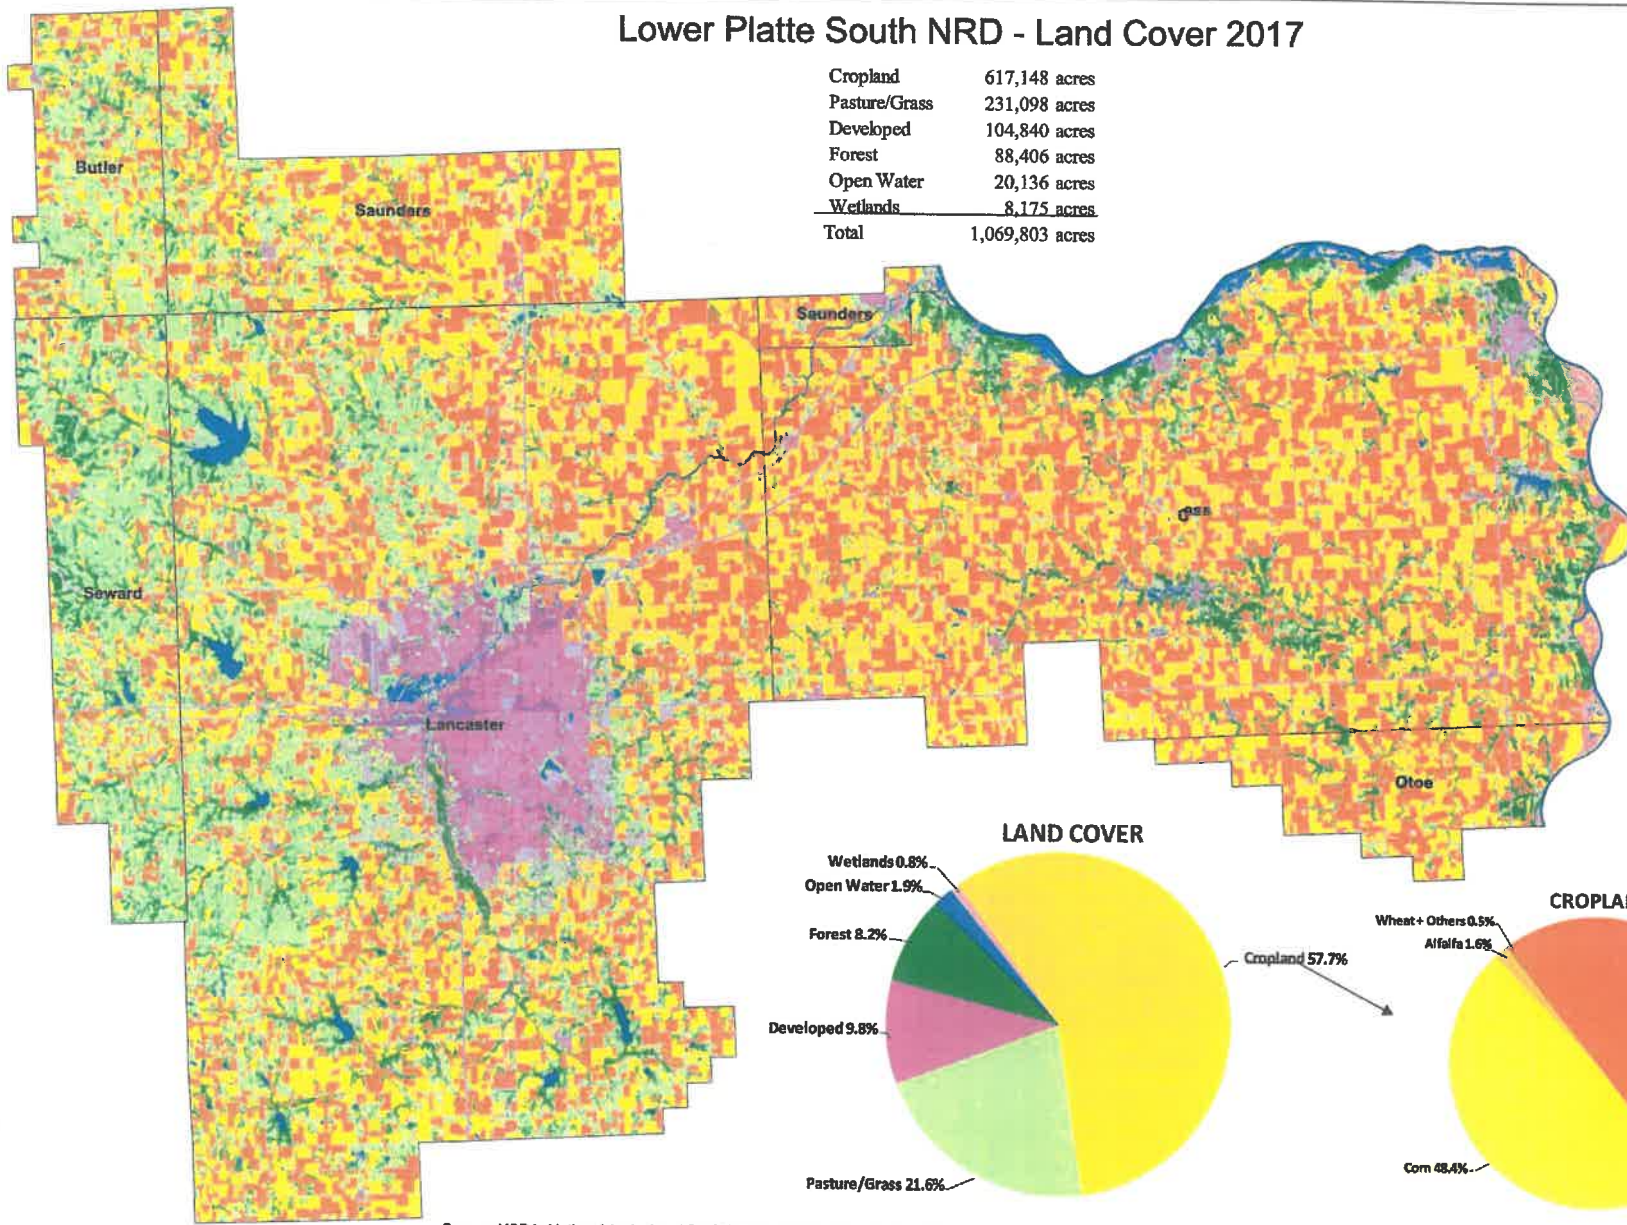 Lower Platte South NRD - Land Cover 2017
Cropland 617,148 acres
Pasture/Grass 231,098 acres
Developed 104,840 acres
Forest 88,406 acres
Open Water 20,136 acres
Wetlands 8,175 acres
Total 1,069,803 acres
Butler
Saunders
Saunders
Cass
Seward
Lancaster
Otoe
LAND COVER
Wetlands 0.8%
Open Water 1.9%
Forest 8.2%
Cropland 57.7%
Developed 9.8%
Pasture/Grass 21.6%
CROPLA
Wheat + Others 0.5%
Alfalfa 1.6%
Corn 48.4%